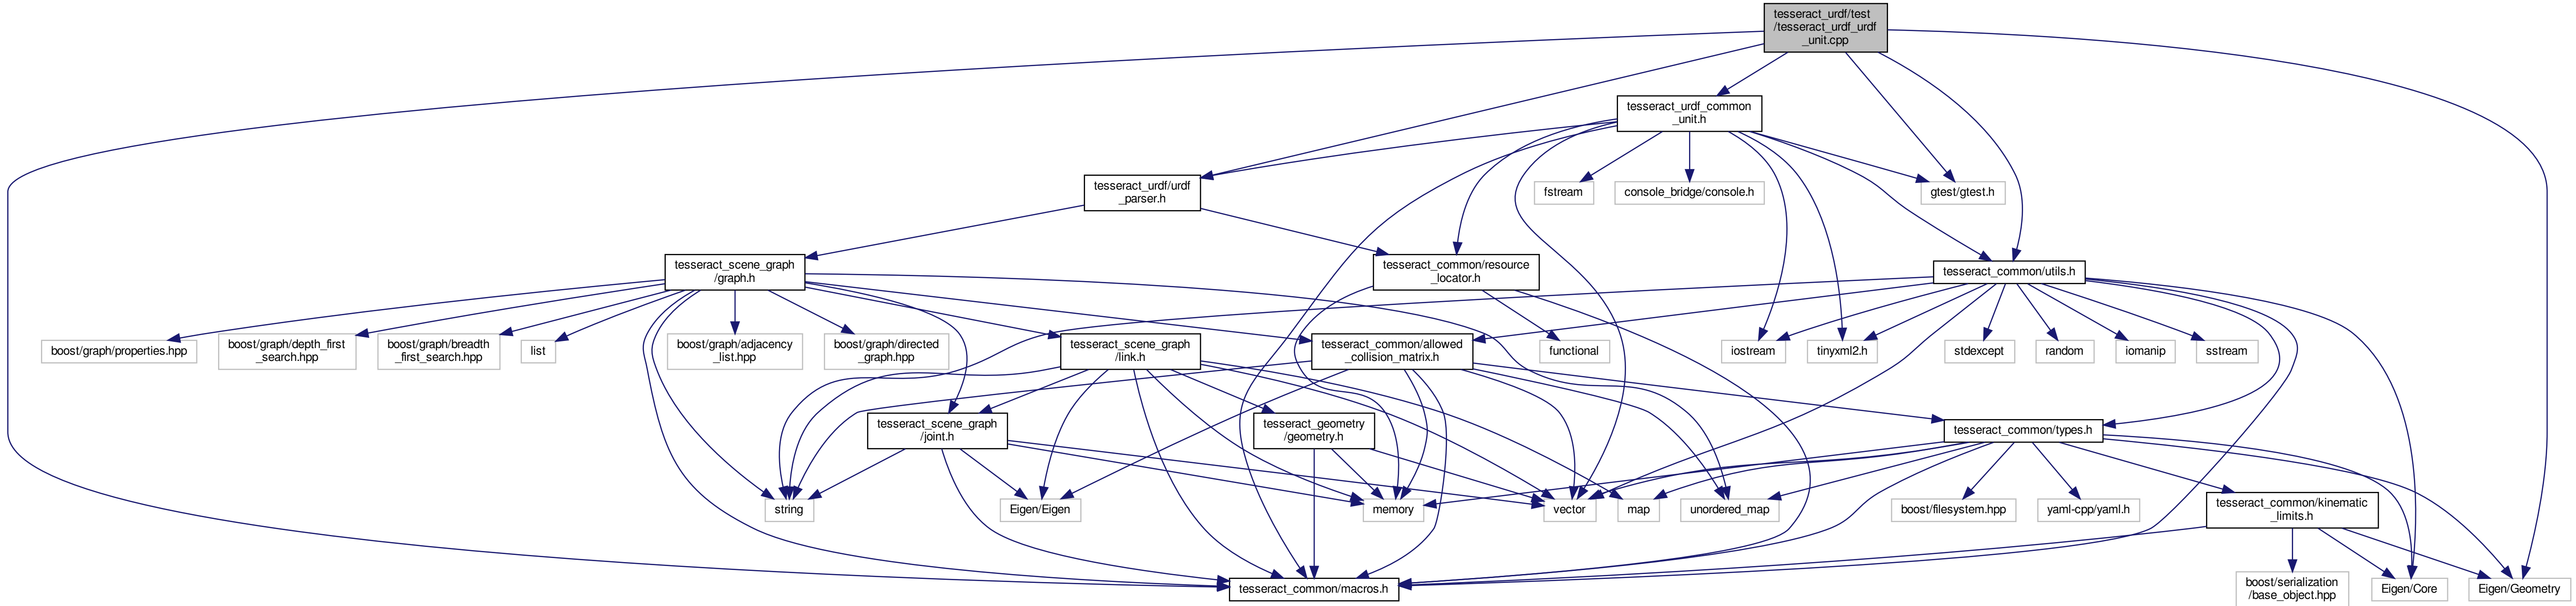 tesseract_urdf/test
/tesseract_urdf_urdf
_unit.cpp
tesseract_urdf_common
_unit.h
tesseract_urdf/urdf
_parser.h
fstream
console_bridge/console.h
gtest/gtest.h
tesseract_scene_graph
/graph.h
tesseract_common/resource
_locator.h
tesseract_common/utils.h
boost/graph/properties.hpp
boost/graph/depth_first
_search.hpp
boost/graph/breadth
_first_search.hpp
list
boost/graph/adjacency
_list.hpp
boost/graph/directed
_graph.hpp
tesseract_scene_graph
/link.h
tesseract_common/allowed
_collision_matrix.h
functional
iostream
tinyxml2.h
stdexcept
random
iomanip
sstream
tesseract_scene_graph
/joint.h
tesseract_geometry
/geometry.h
tesseract_common/types.h
string
Eigen/Eigen
memory
vector
map
unordered_map
boost/filesystem.hpp
yaml-cpp/yaml.h
tesseract_common/kinematic
_limits.h
tesseract_common/macros.h
boost/serialization
/base_object.hpp
Eigen/Core
Eigen/Geometry